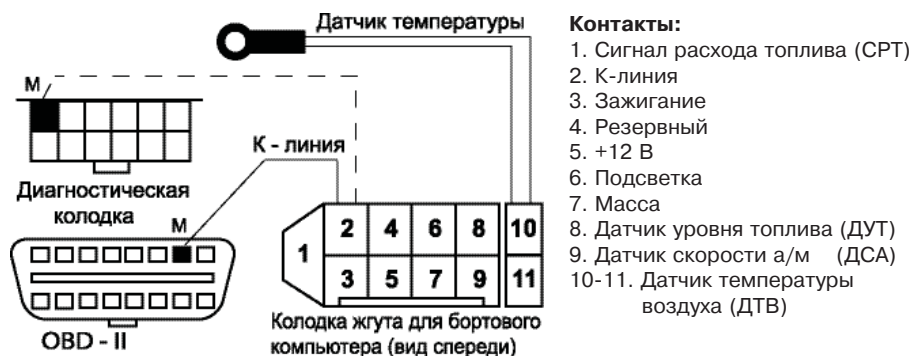 Датчик температуры
М
Диагностическая
колодка
К - линия
М
OBD - II
1
2 4 6 8 10
3 5 7 9 11
Колодка жгута для бортового
компьютера (вид спереди)
Контакты:
1. Сигнал расхода топлива (СРТ)
2. К-линия
3. Зажигание
4. Резервный
5. +12 В
6. Подсветка
7. Масса
8. Датчик уровня топлива (ДУТ)
9. Датчик скорости а/м (ДСА)
10-11. Датчик температуры
воздуха (ДТВ)